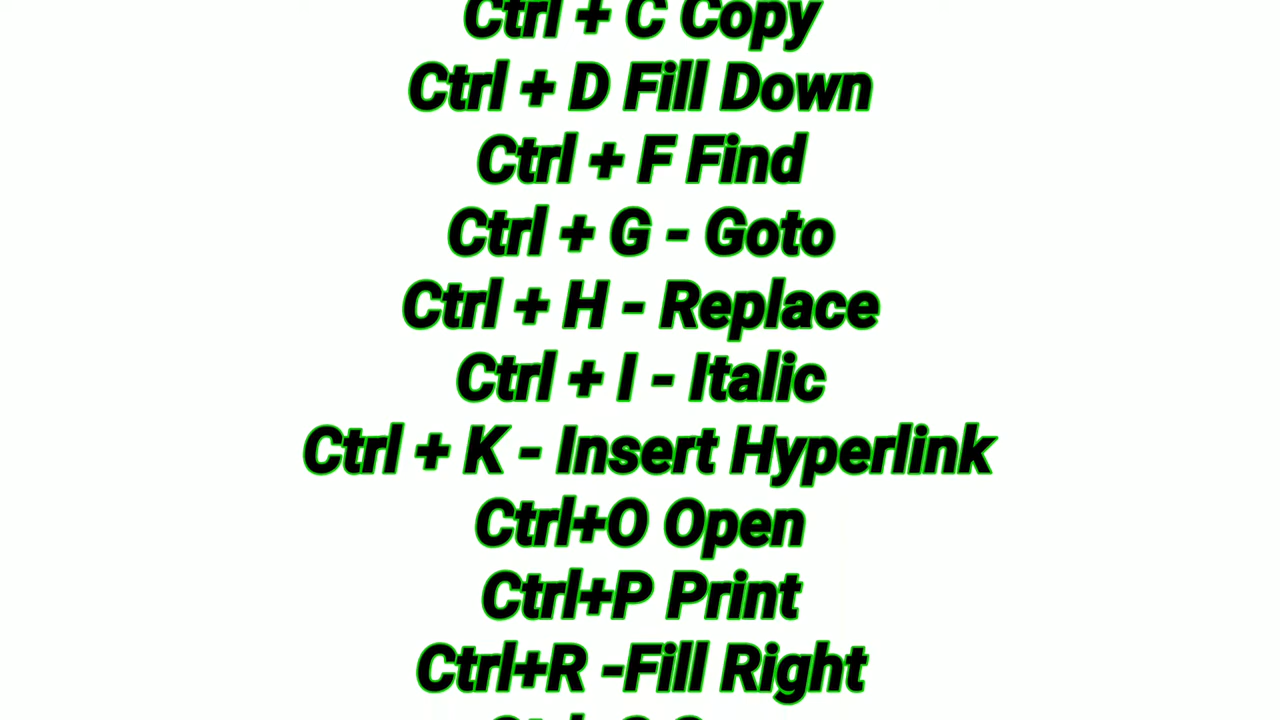 Ctrl + C Copy
Ctrl + D Fill Down
Ctrl + F Find
Ctrl + G - Goto
Ctrl + H - Replace
Ctrl + I - Italic
Ctrl + K - Insert Hyperlink
Ctrl+O Open
Ctrl+P Print
Ctrl+R -Fill Right